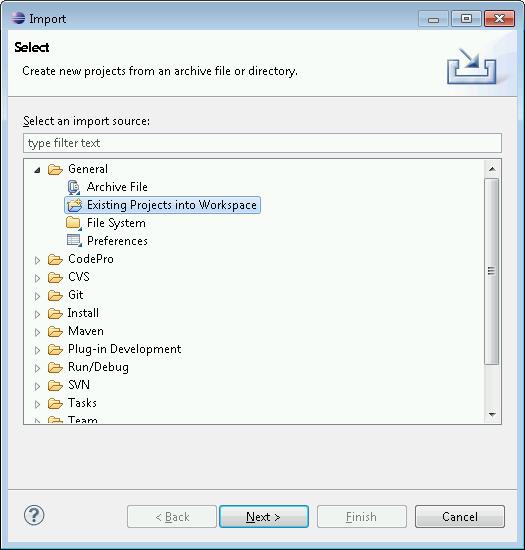 Import
Select
Create new projects from an archive file or directory.
Select an import source:
type filter text
General
Archive File
Existing Projects into Workspace
File System
Preferences
CodePro
CVS
Git
Install
Maven
Plug-in Development
Run/Debug
SVN
Tasks
Team
< Back
Next >
Finish
Cancel